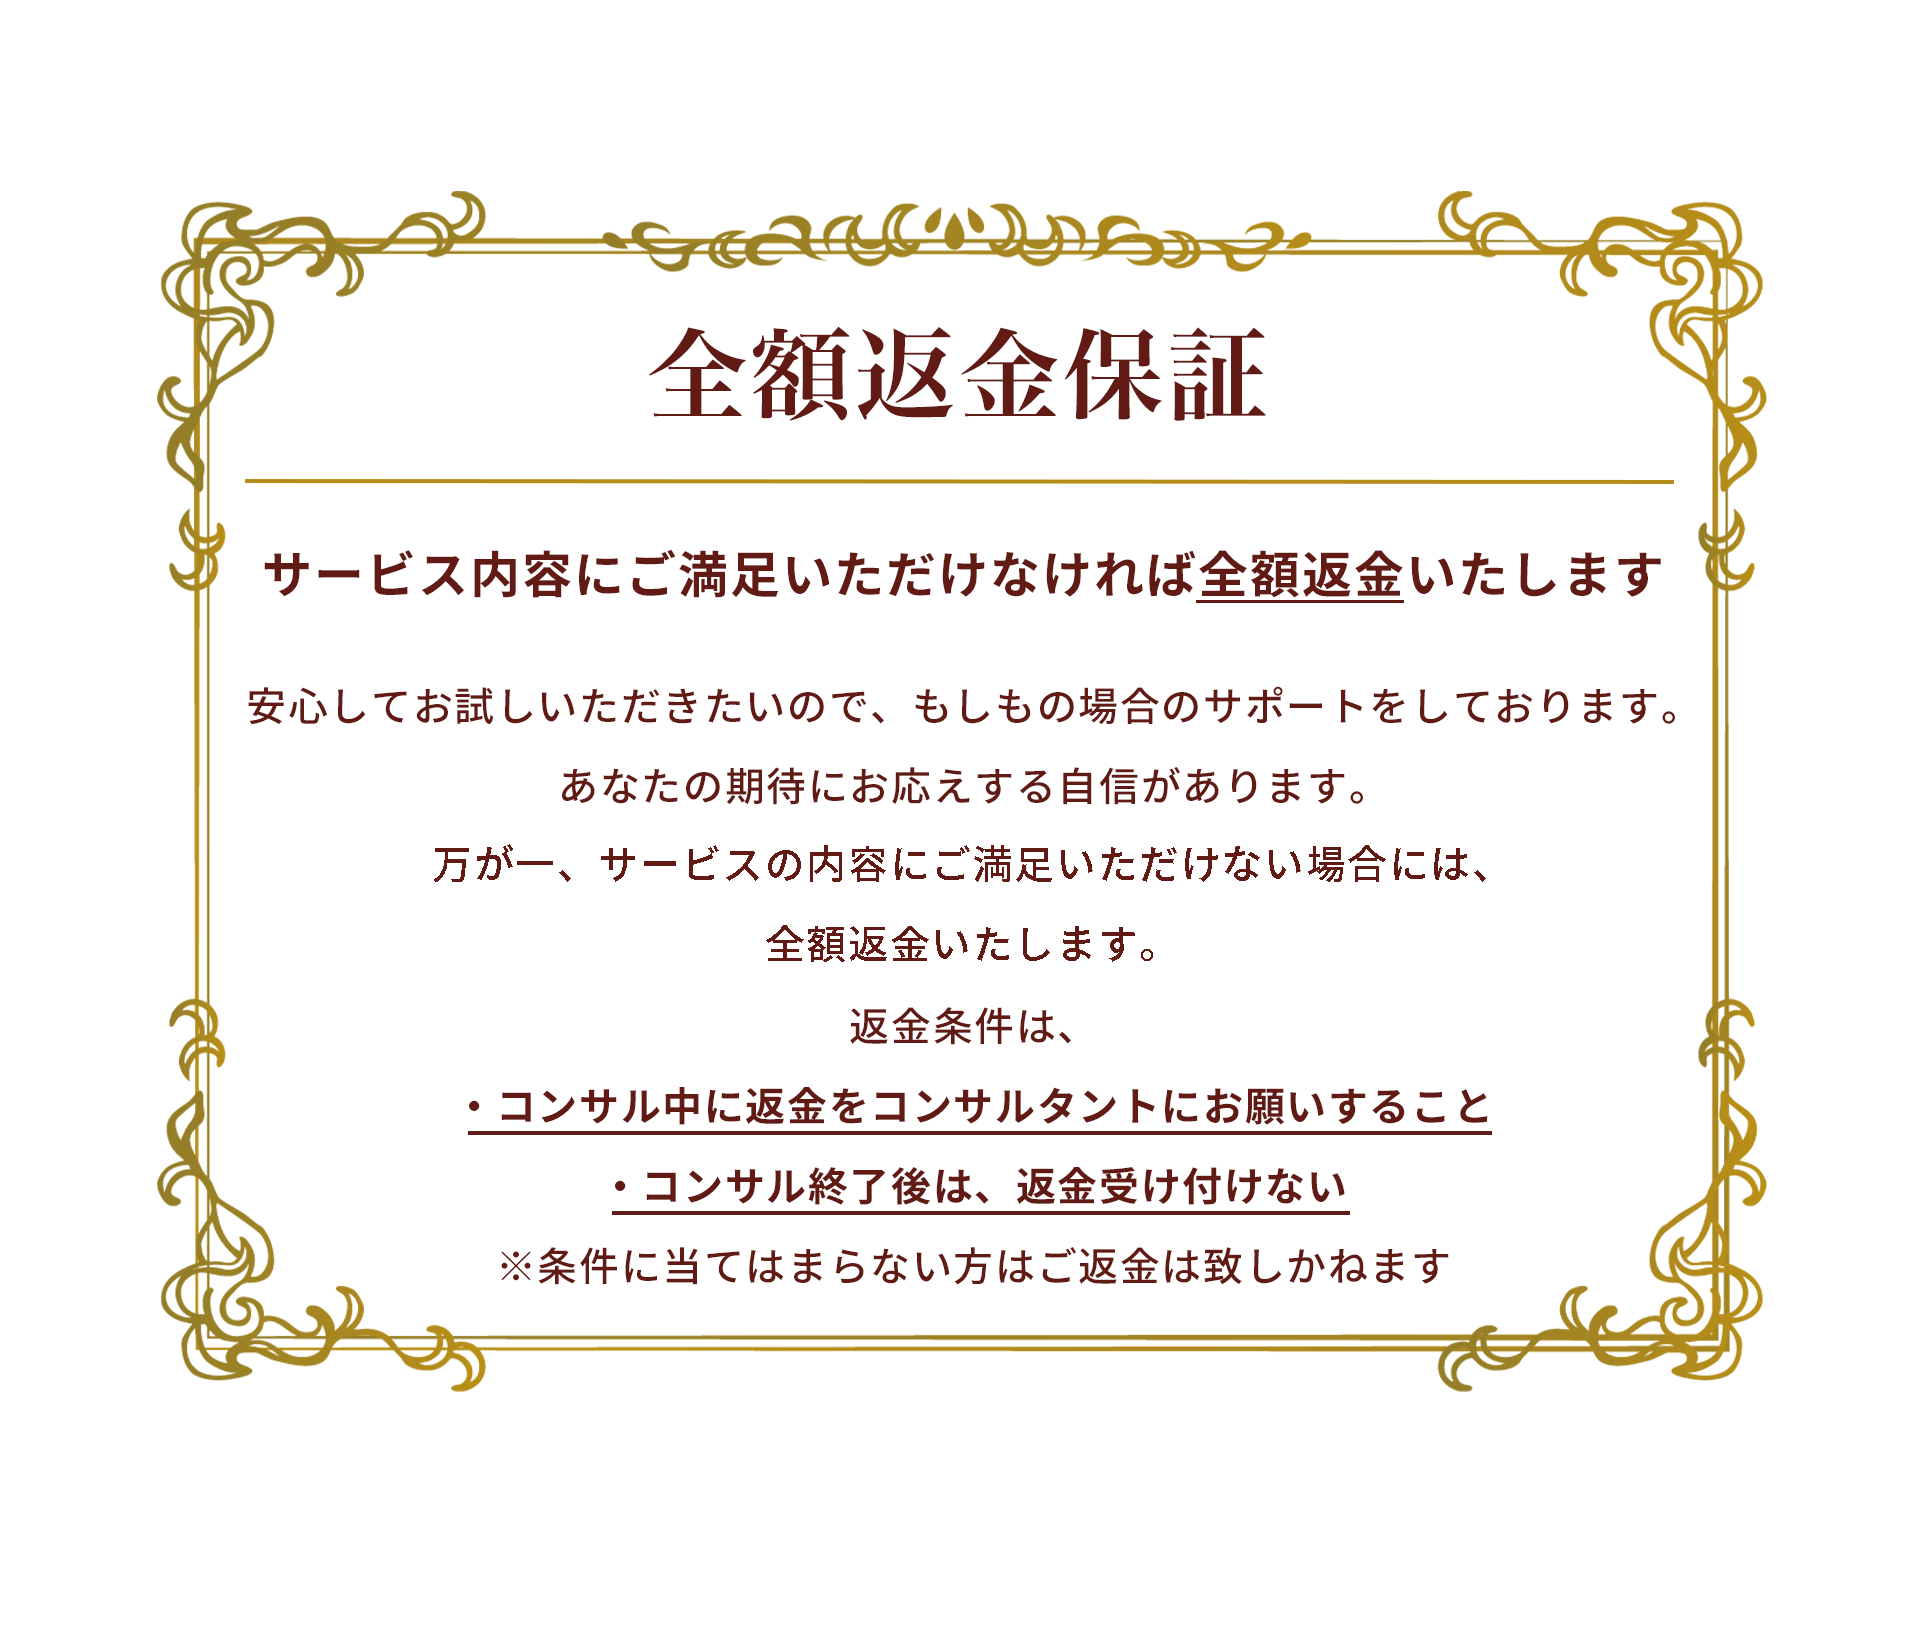 全額返金保証
サービス内容にご満足いただけなければ全額返金いたします
安心してお試しいただきたいので、もしもの場合のサポートをしております。
あなたの期待にお応えする自信があります。
万が一、サービスの内容にご満足いただけない場合には、
全額返金いたします。
返金条件は、
・コンサル中に返金をコンサルタントにお願いすること
・コンサル終了後は、返金受け付けない
※条件に当てはまらない方はご返金は致しかねます